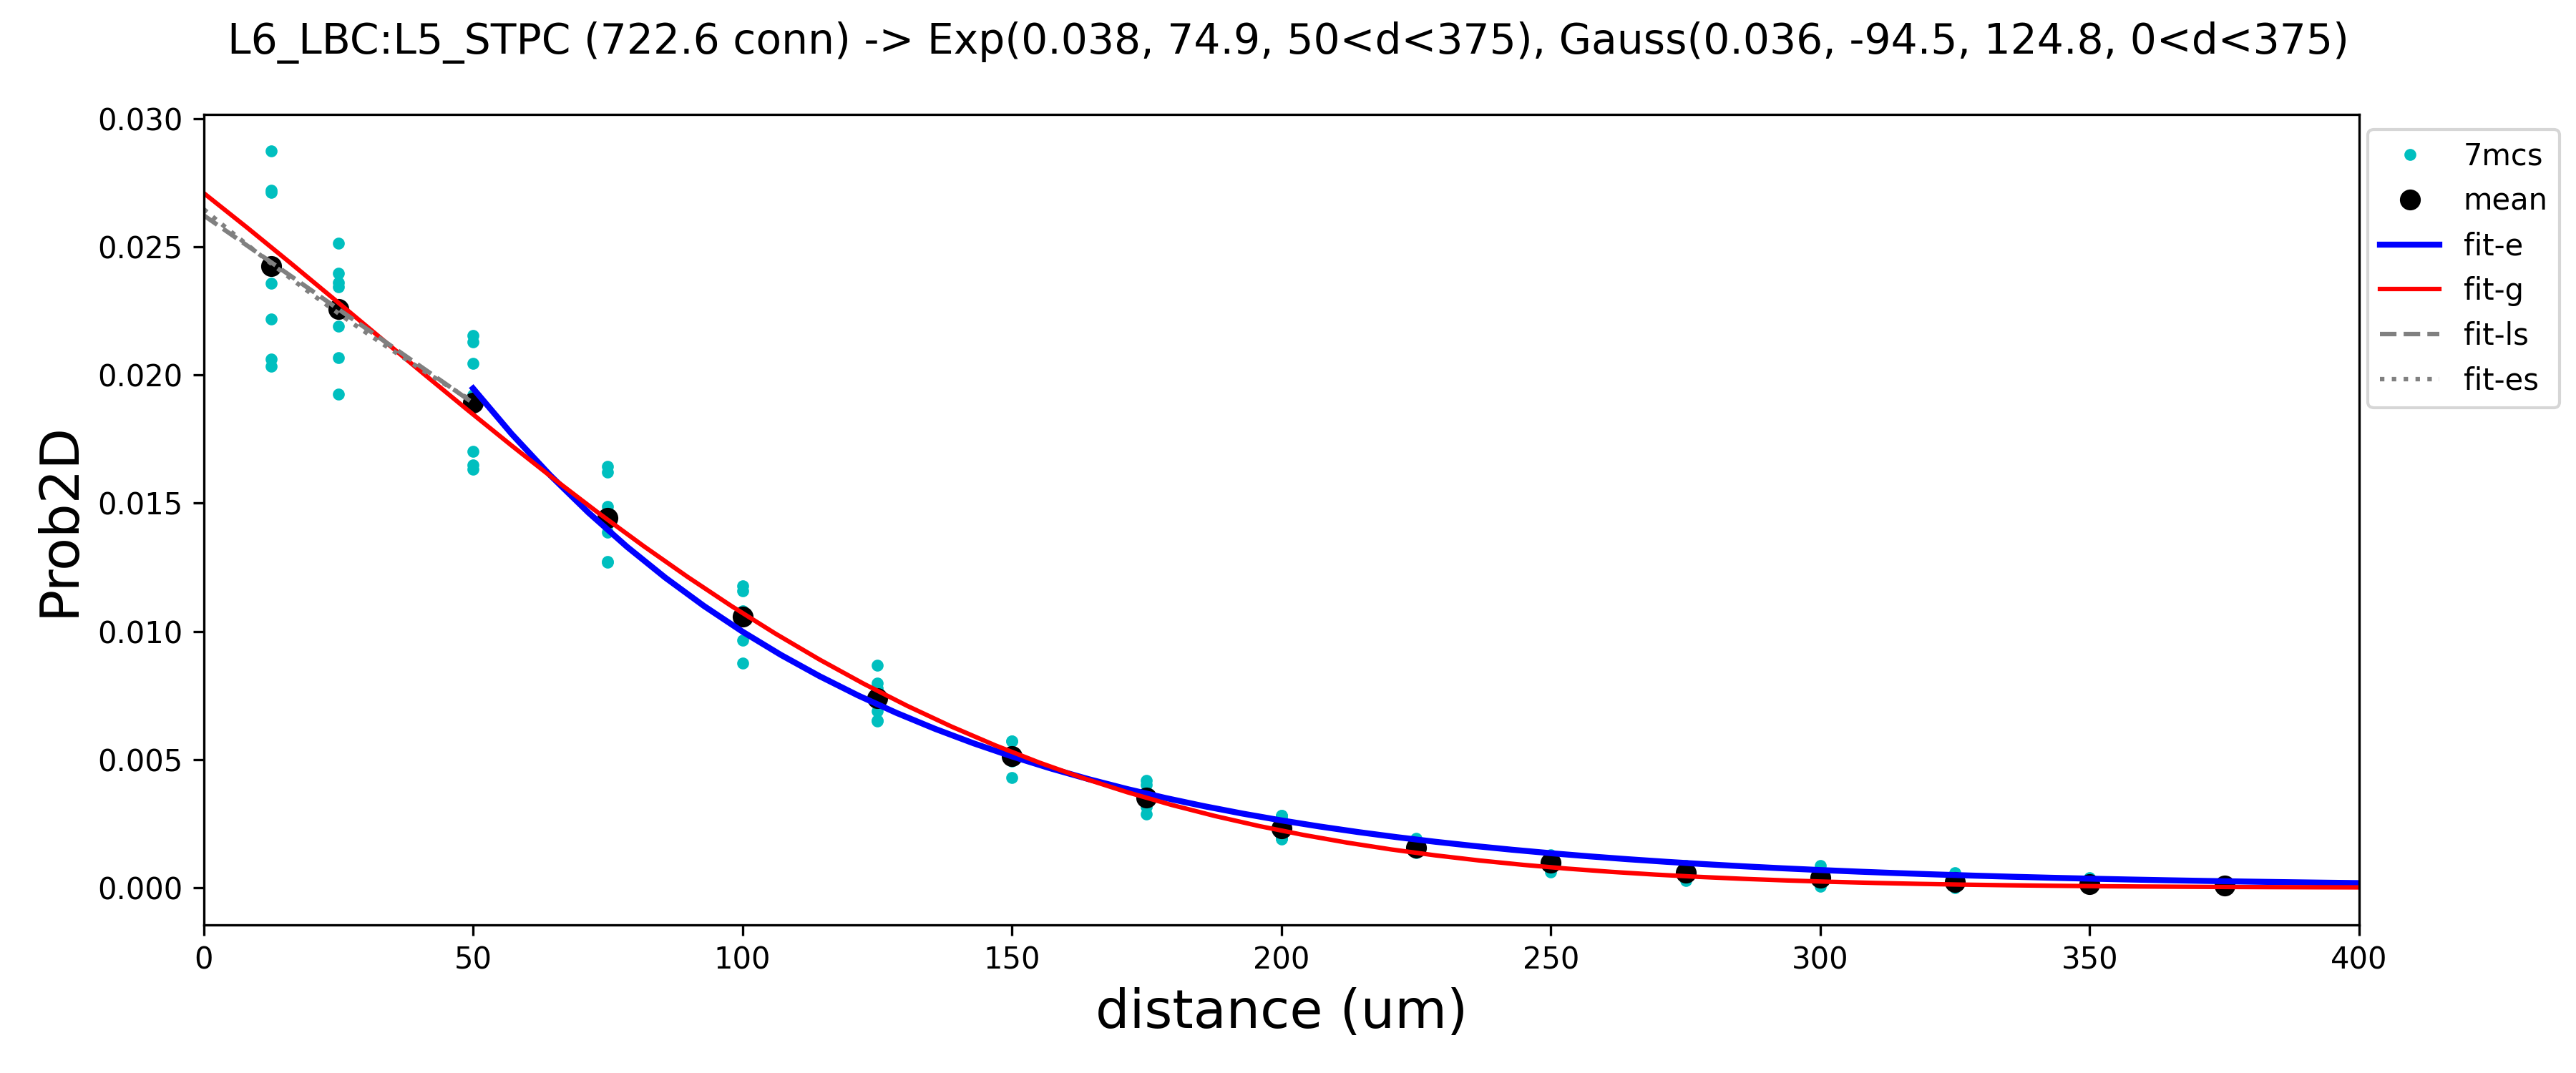 L6_LBC:L5_STPC (722.6 conn) -> Exp(0.038, 74.9, 50<d<375), Gauss(0.036, -94.5, 124.8, 0<d<375)
0.030
0.025
0.020
0.015
0.010
0.005
0.000
Prob2D
0 50 100 150 200 250 300 350 400
distance (um)
7mcs
mean
fit-e
fit-g
fit-ls
fit-es